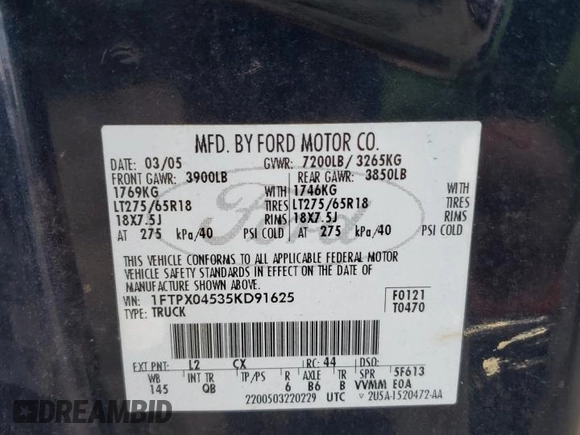 MFD. BY FORD MOTOR CO.
DATE: 03/05 GVWR: 7200LB/ 3265KG
FRONT GAWR: 3900LB REAR GAWR: 3850LB
1769KG WITH 1746KG WITH
LT275/65R18 TIRES LT275/65R18 TIRES
18X7.5J RIMS 18X7.5J RIMS
AT 275 kPa/40 PSI COLD AT 275 kPa/40 PSI COLD
THIS VEHICLE CONFORMS TO ALL APPLICABLE FEDERAL MOTOR
VEHICLE SAFETY STANDARDS IN EFFECT ON THE DATE OF
MANUFACTURE SHOWN ABOVE.
VIN: 1FTPX04535KD91625 F0121
TYPE: TRUCK T0470
EXT PNT: L2 CX RC: 44 DSO:
WB INT TR TP/PS R AXLE TR SPR 5F613
145 QB 6 B6 B VVMM E0A
2200503220229 UTC 2U5A-1520472-AA
Ford
DREAMBID